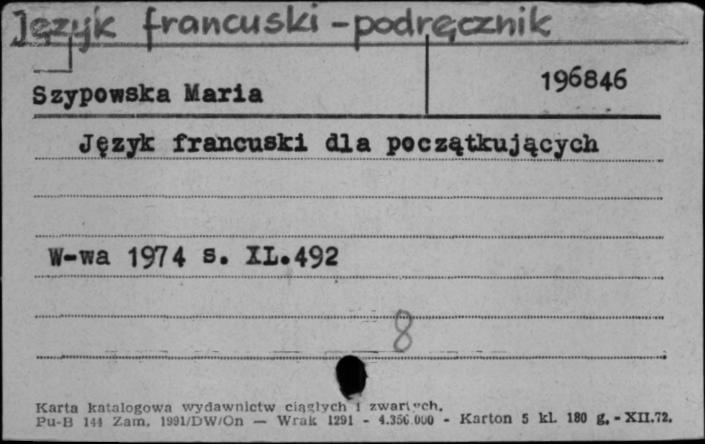 Język francuski - podręcznik
196846
Szypowska Maria
Język francuski dla początkujących
W-wa 1974 s. XL.492
8
Karta katalogowa wydawnictw ciągłych i zwartych.
Pu-B 144 Zam. 1991/DW/On — Wrak 1291 - 4.356.000 - Karton 5 kl. 180 g. - XII.72.